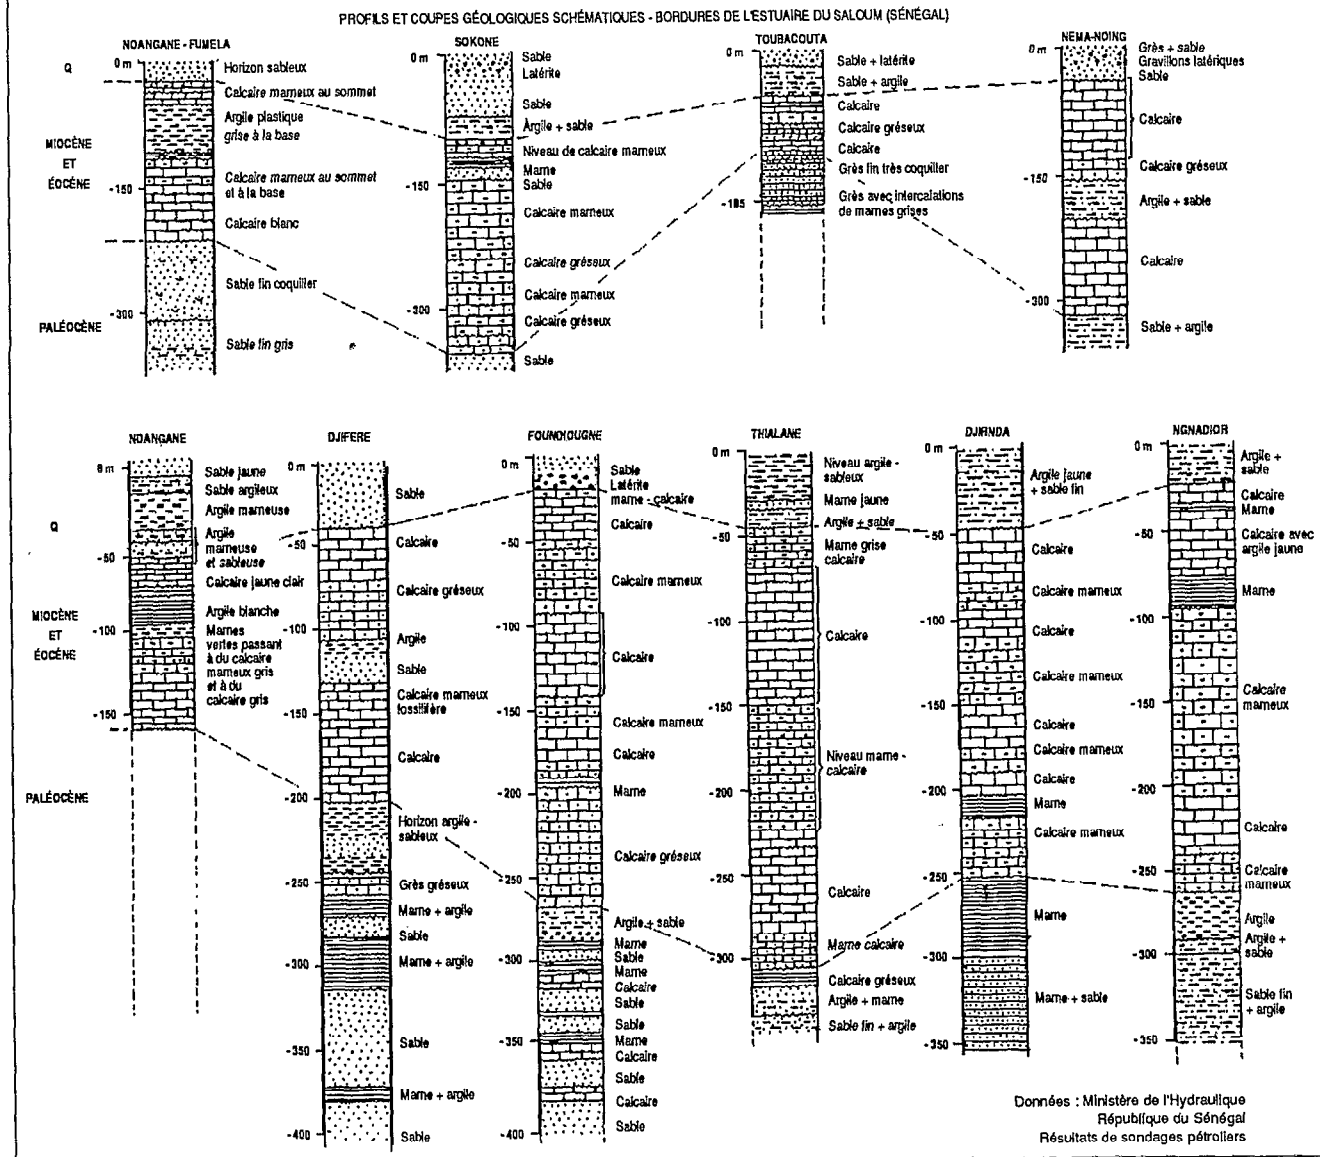 PROFILS ET COUPES GÉOLOGIQUES SCHÉMATIQUES - BORDURES DE L'ESTUAIRE DU SALOUM (SÉNÉGAL)
Q
MIOCÈNE
ET
ÉOCÈNE
PALÉOCÈNE
NDANGANE - FUMELA
0 m
-150
-300
Horizon sableux
Calcaire marneux au sommet
Argile plastique
grise à la base
Calcaire marneux au sommet
et à la base
Calcaire blanc
Sable fin coquiller
Sable fin gris
SOKONE
0 m
-150
-300
Sable
Latérite
Sable
Argile + sable
Niveau de calcaire marneux
Marne
Sable
Calcaire marneux
Calcaire gréseux
Calcaire marneux
Calcaire gréseux
Sable
TOUBACOUTA
0 m
-185
Sable + latérite
Sable + argile
Calcaire
Calcaire gréseux
Calcaire
Grès fin très coquiller
Grès avec intercalations
de marnes grises
NEMA-NOING
0 m
-150
-300
Grès + sable
Gravillons latériques
Sable
Calcaire
Calcaire gréseux
Argile + sable
Calcaire
Sable + argile
Q
MIOCÈNE
ET
ÉOCÈNE
PALÉOCÈNE
NDANGANE
0 m
-50
-100
-150
Sable jaune
Sable argileux
Argile marneuse
Argile
marneuse
et sableuse
Calcaire jaune clair
Argile blanche
Marnes
vertes passant
à du calcaire
marneux gris
et à du
calcaire gris
DJIFERE
0 m
-50
-100
-150
-200
-250
-300
-350
-400
Sable
Calcaire
Calcaire gréseux
Argile
Sable
Calcaire marneux
fossilifère
Calcaire
Horizon argile -
sableux
Grès gréseux
Marne + argile
Sable
Marne + argile
Sable
Marne + argile
Sable
FOUNDIOUGNE
0 m
-50
-100
-150
-200
-250
-300
-350
-400
Sable
Latérite
marne - calcaire
Calcaire
Calcaire marneux
Calcaire
Calcaire marneux
Calcaire
Marne
Calcaire gréseux
Argile + sable
Marne
Sable
Marne
Calcaire
Sable
Sable
Marne
Calcaire
Sable
Calcaire
Sable
THIALANE
0 m
-50
-100
-150
-200
-250
-300
Niveau argile -
sableux
Marne jaune
Argile + sable
Marne grise
calcaire
Calcaire
Niveau marne -
calcaire
Calcaire
Marne calcaire
Calcaire gréseux
Argile + marne
Sable fin + argile
DJIRNDA
0 m
-50
-100
-150
-200
-250
-300
-350
Argile jaune
+ sable fin
Calcaire
Calcaire marneux
Calcaire
Calcaire marneux
Calcaire
Calcaire marneux
Calcaire
Marne
Calcaire marneux
Marne
Marne + sable
NGNADIOR
0 m
-50
-100
-150
-200
-250
-300
-350
Argile +
sable
Calcaire
Marne
Calcaire avec
argile jaune
Marne
Calcaire
marneux
Calcaire
Calcaire
marneux
Argile
Argile +
sable
Sable fin
+ argile
Données : Ministère de l'Hydraulique
République du Sénégal
Résultats de sondages pétroliers